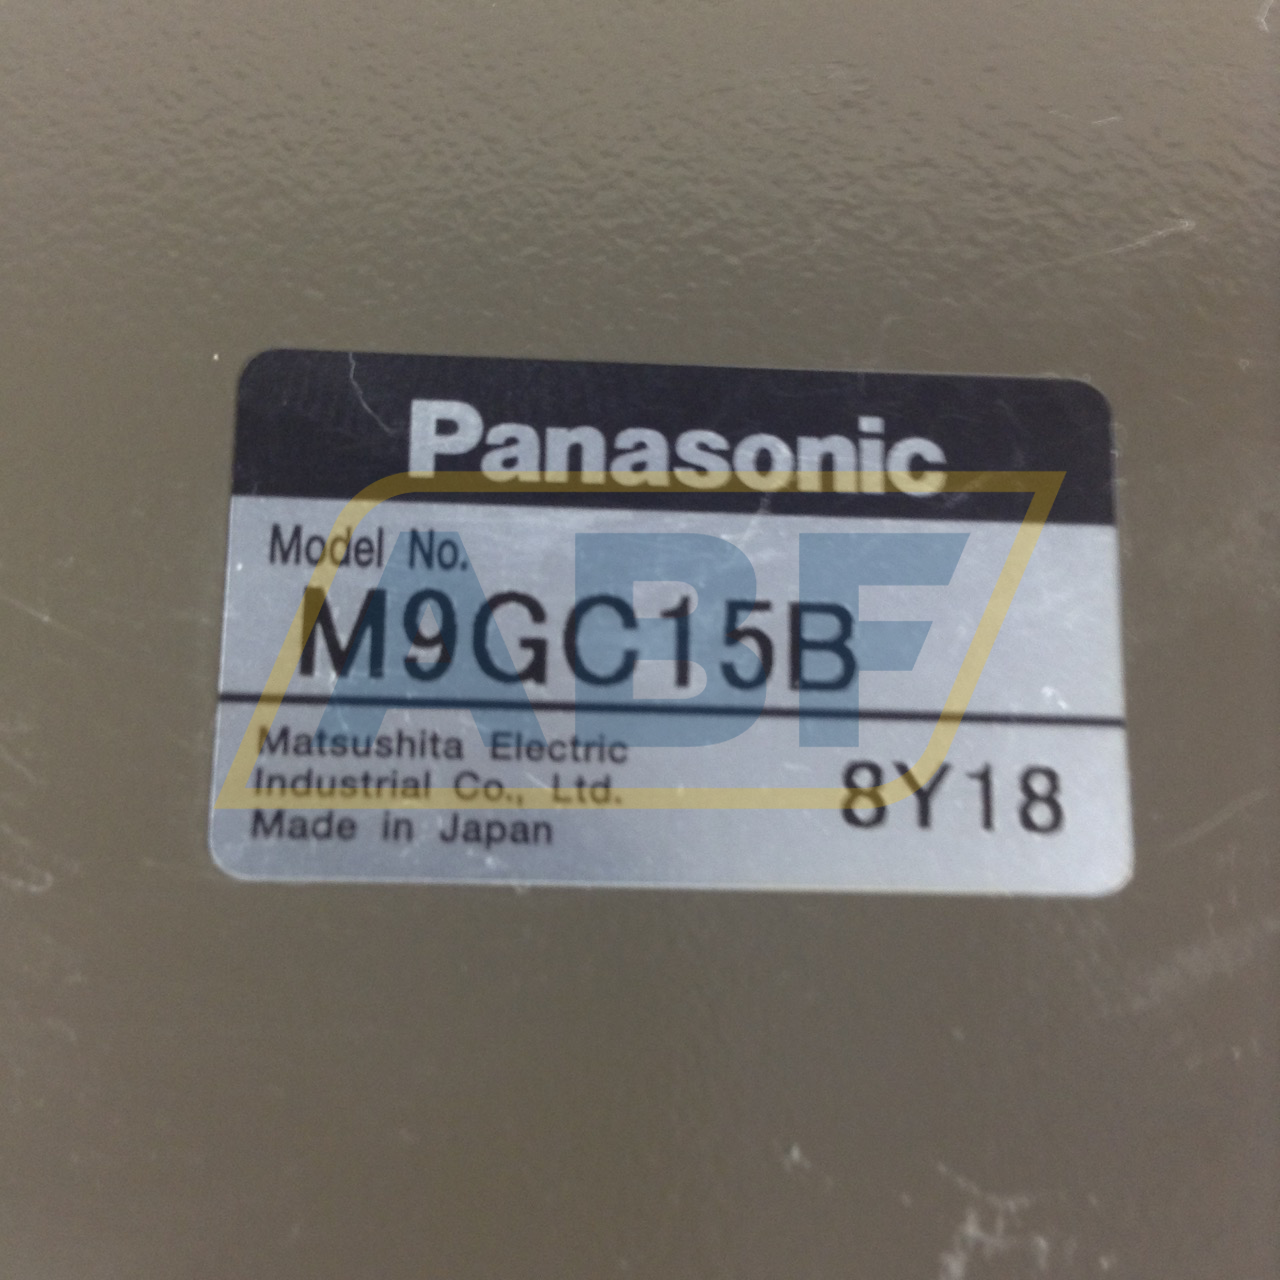 Panasonic
Model No.
M9GC15B
ABF
Matsushita Electric
Industrial Co., Ltd.
Made in Japan
8Y18